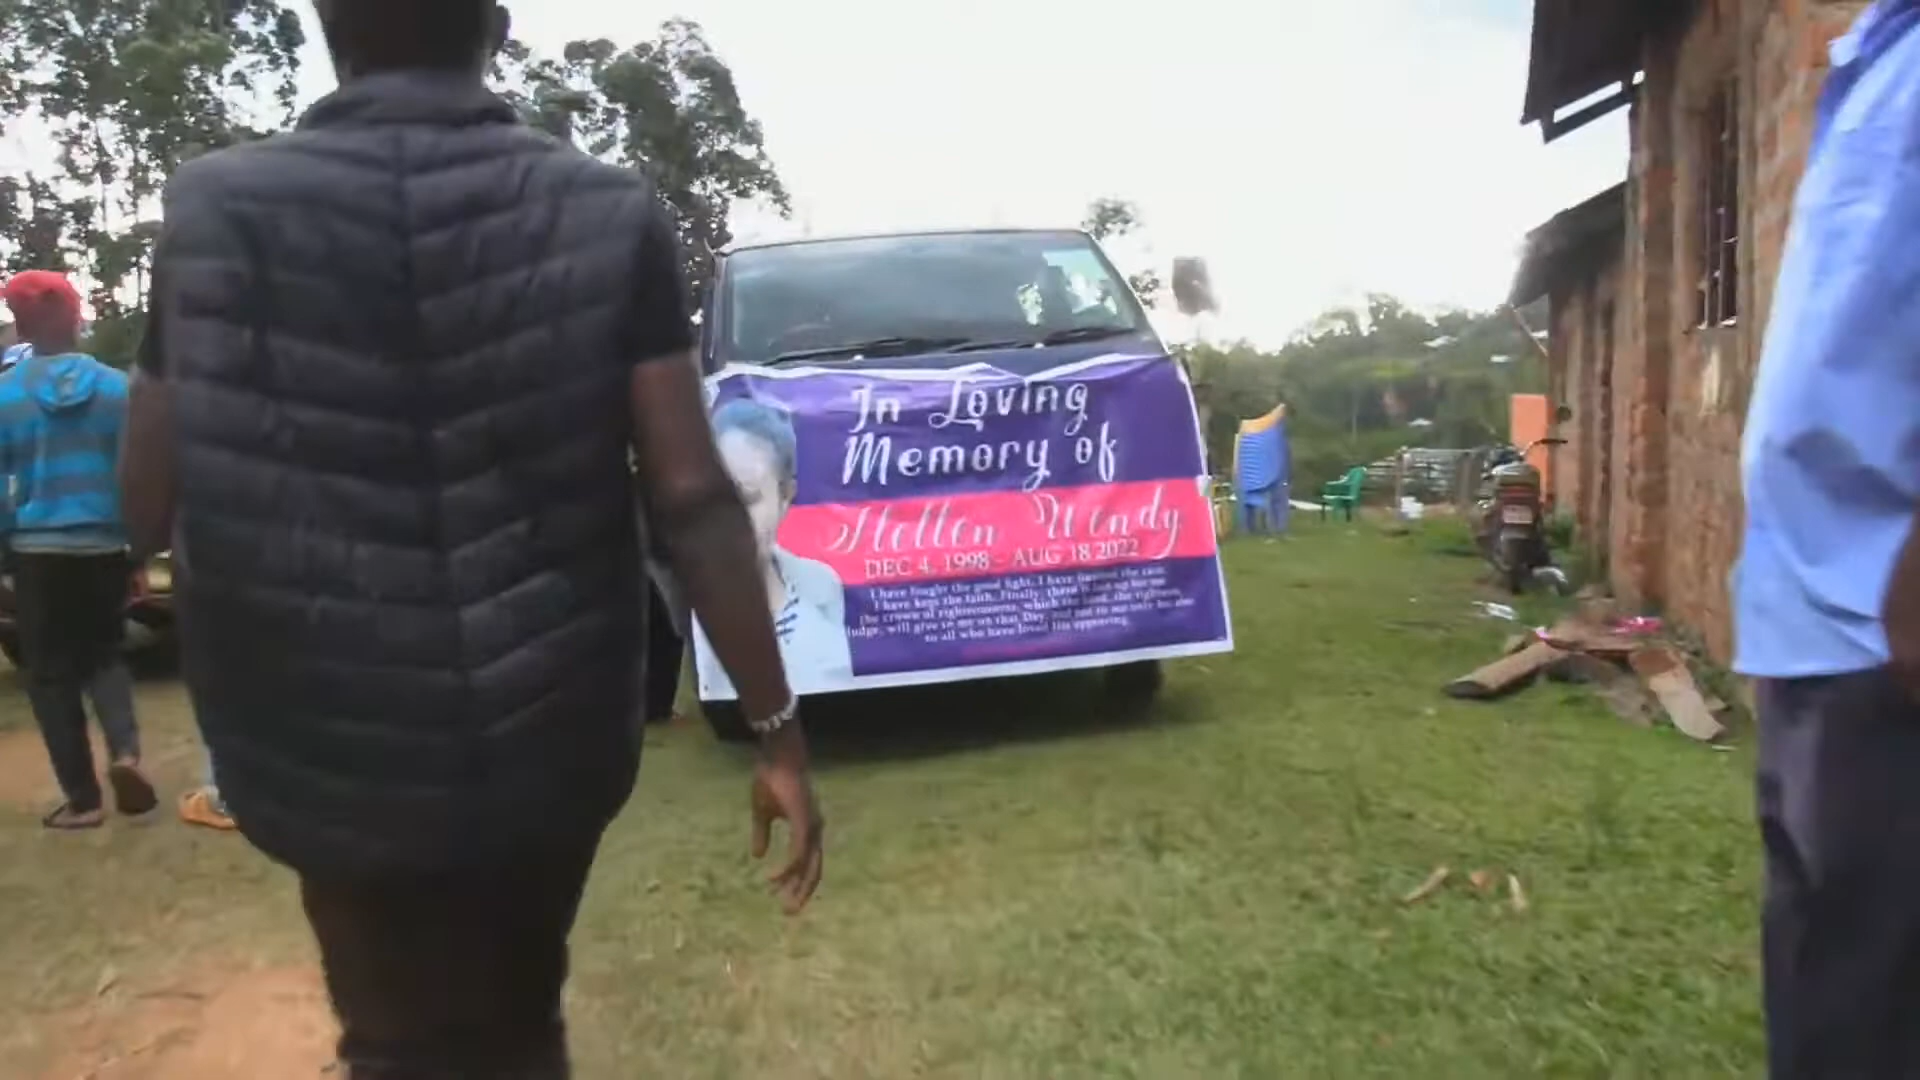 In Loving
Memory of
Hellen Wendy
DEC 4, 1998 - AUG 18 2022
I have fought the good fight, I have finished the race,
I have kept the faith. Finally, there is laid up for me
the crown of righteousness, which the Lord, the righteous
judge, will give to me on that Day, and not to me only but also
to all who have loved His appearing.